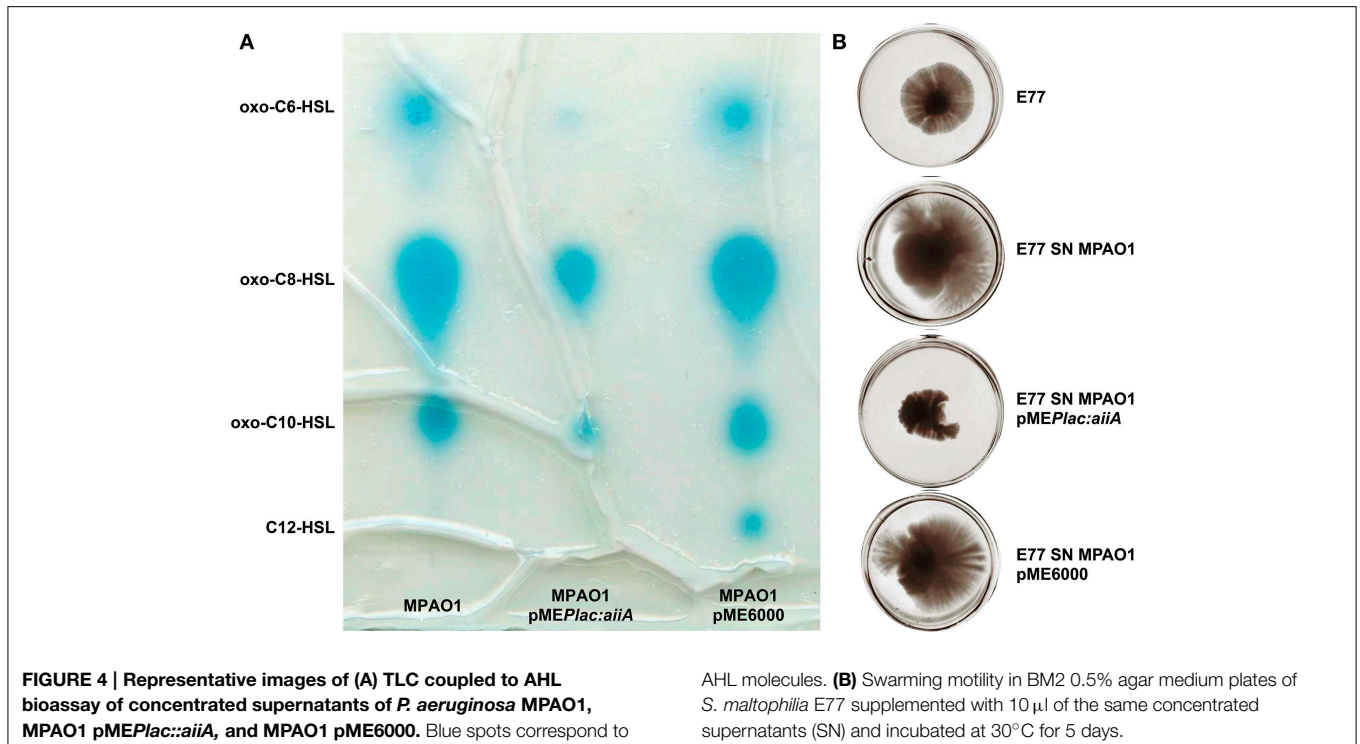 A
B
oxo-C6-HSL
oxo-C8-HSL
oxo-C10-HSL
C12-HSL
MPAO1
MPAO1
pMEPlac:aiiA
MPAO1
pME6000
E77
E77 SN MPAO1
E77 SN MPAO1
pMEPlac:aiiA
E77 SN MPAO1
pME6000
FIGURE 4 | Representative images of (A) TLC coupled to AHL
bioassay of concentrated supernatants of P. aeruginosa MPAO1,
MPAO1 pMEPlac::aiiA, and MPAO1 pME6000. Blue spots correspond to
AHL molecules. (B) Swarming motility in BM2 0.5% agar medium plates of
S. maltophilia E77 supplemented with 10 μl of the same concentrated
supernatants (SN) and incubated at 30°C for 5 days.